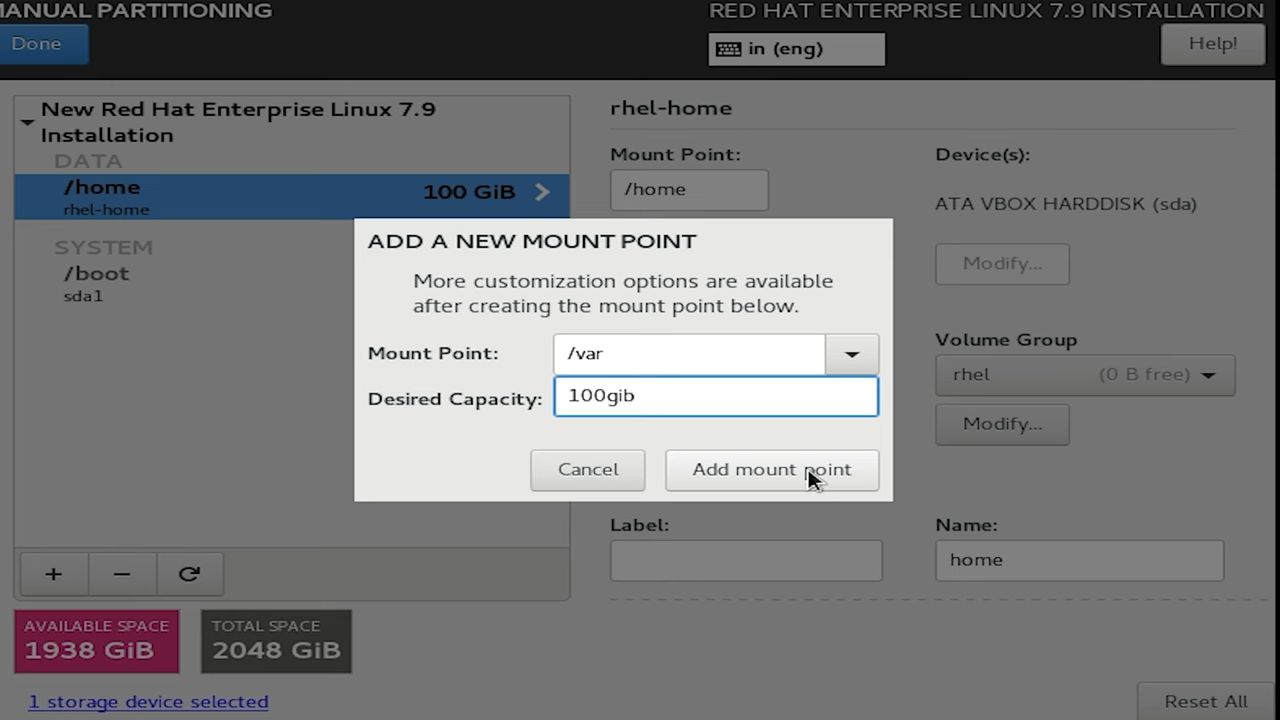 MANUAL PARTITIONING
RED HAT ENTERPRISE LINUX 7.9 INSTALLATION
Done
in (eng)
Help!
New Red Hat Enterprise Linux 7.9
Installation
DATA
/home
100 GiB
rhel-home
SYSTEM
/boot
sda1
rhel-home
Mount Point:
Device(s):
/home
ATA VBOX HARDDISK (sda)
Modify...
ADD A NEW MOUNT POINT
More customization options are available
after creating the mount point below.
Mount Point:
/var
Desired Capacity:
100gib
Cancel
Add mount point
Volume Group
rhel (0 B free)
Modify...
Label:
Name:
home
+ −
AVAILABLE SPACE
1938 GiB
TOTAL SPACE
2048 GiB
1 storage device selected
Reset All